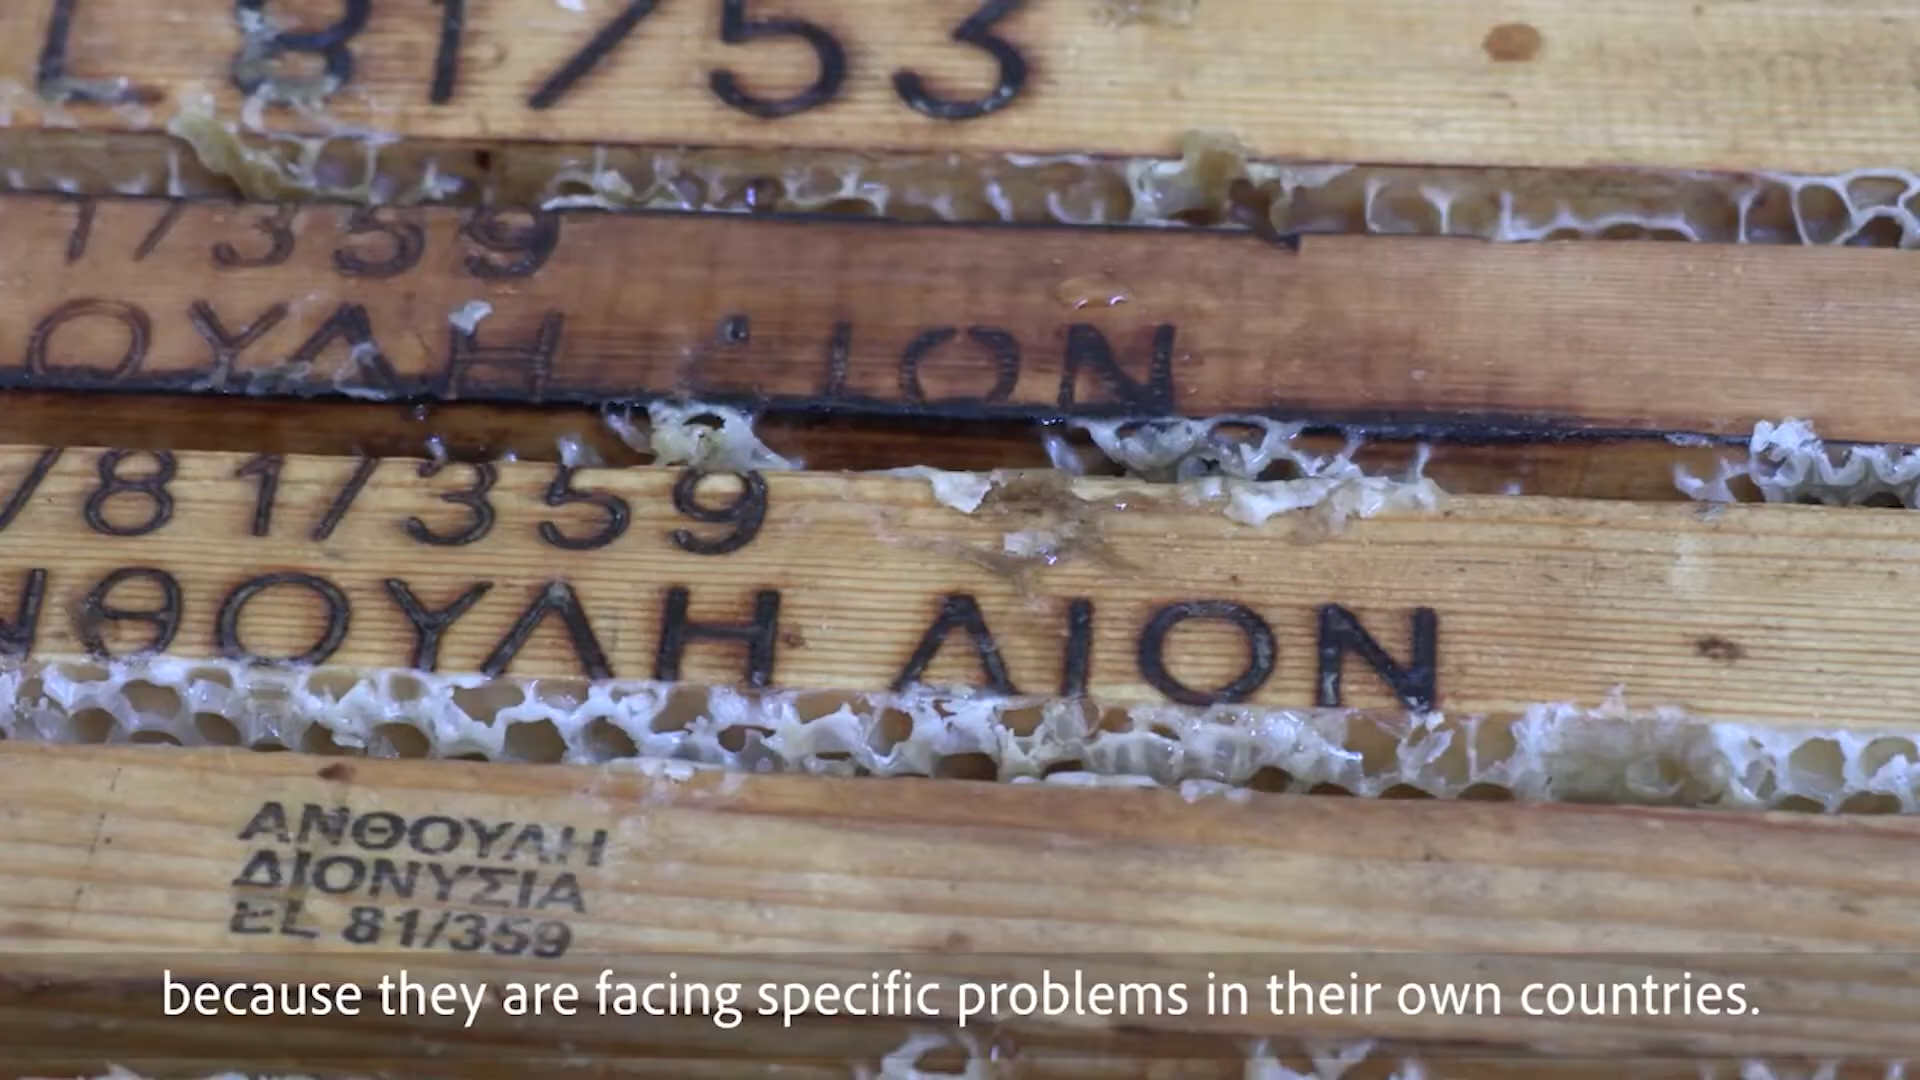 L 81/53
1/359
ΟΥΛΗ ΔΙΟΝ
/81/359
ΝΘΟΥΛΗ ΔΙΟΝ
ΑΝΘΟΥΛΗ
ΔΙΟΝΥΣΙΑ
EL 81/359
because they are facing specific problems in their own countries.